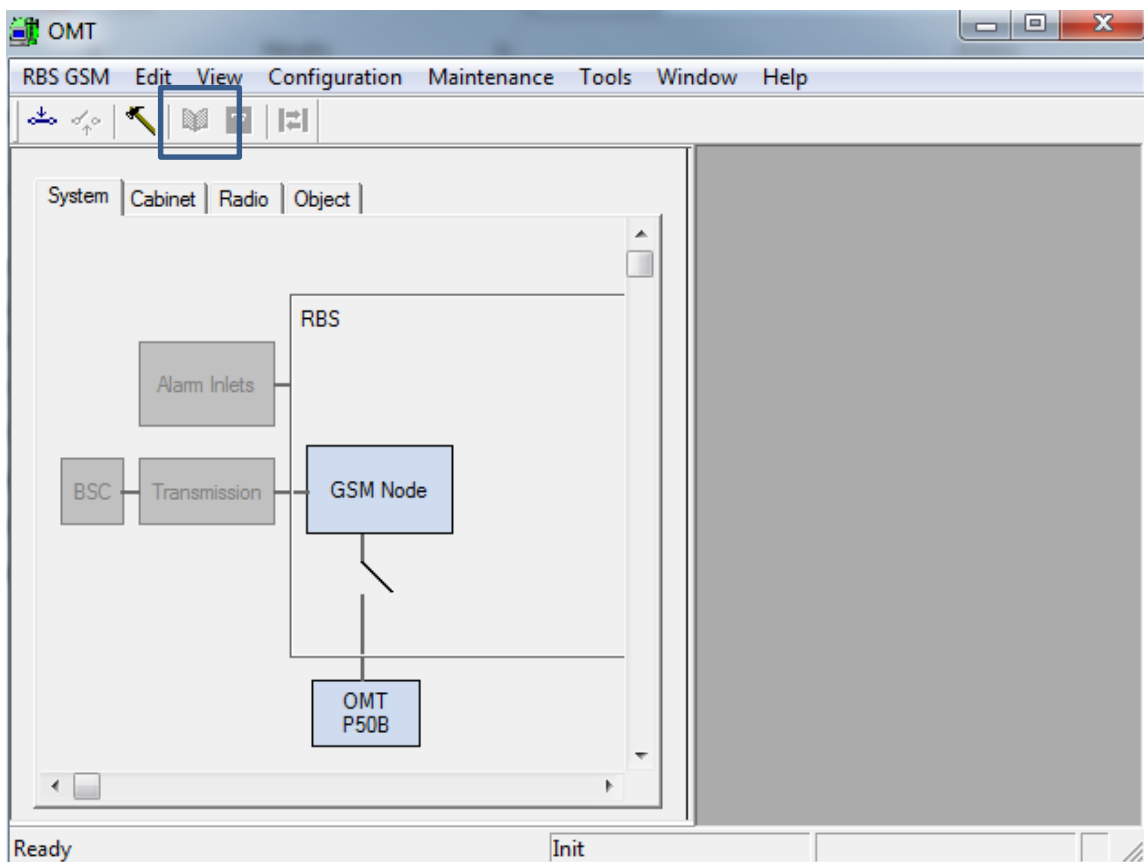 OMT
RBS GSM Edit View Configuration Maintenance Tools Window Help
System Cabinet Radio Object
RBS
Alarm Inlets
BSC Transmission GSM Node
OMT
P50B
Ready Init